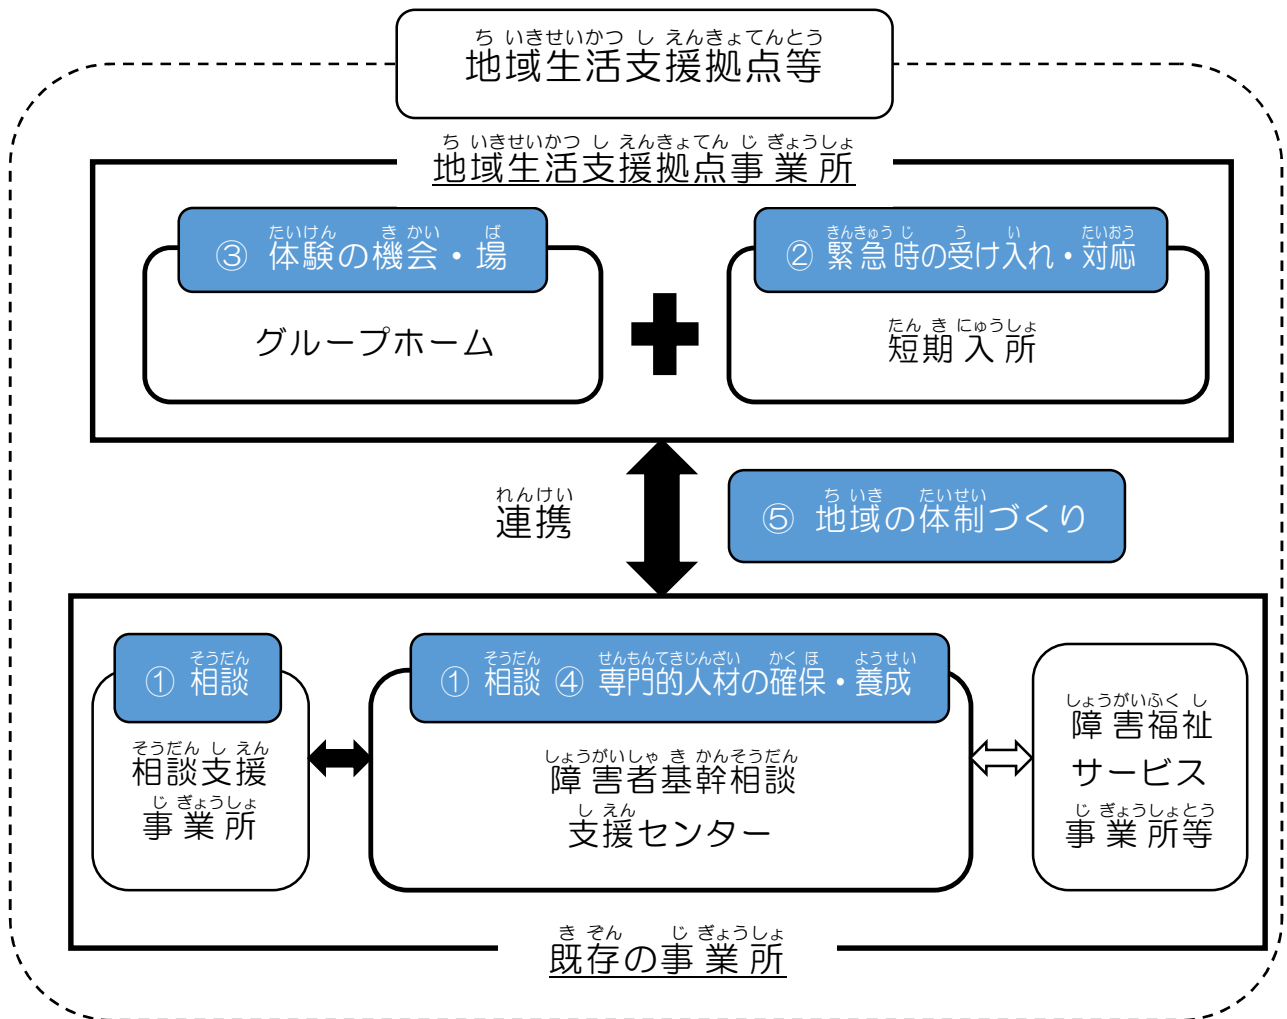 ちいきせいかつしえんきょてんとう
地域生活支援拠点等
ちいきせいかつしえんきょてんじぎょうしょ
地域生活支援拠点事業所
たいけん きかい ば
③ 体験の機会・場
グループホーム
きんきゅうじ う い たいおう
② 緊急時の受け入れ・対応
たんきにゅうしょ
短期入所
れんけい
連携
ちいき たいせい
⑤ 地域の体制づくり
そうだん
① 相談
そうだんしえん
相談支援
じぎょうしょ
事業所
そうだん せんもんてきじんざい かくほ ようせい
① 相談 ④ 専門的人材の確保・養成
しょうがいしゃきかんそうだん
障害者基幹相談
しえん
支援センター
しょうがいふくし
障害福祉
サービス
じぎょうしょとう
事業所等
きぞん じぎょうしょ
既存の事業所